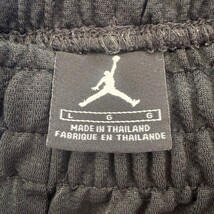 L G G
MADE IN THAILAND
FABRIQUE EN THAILANDE